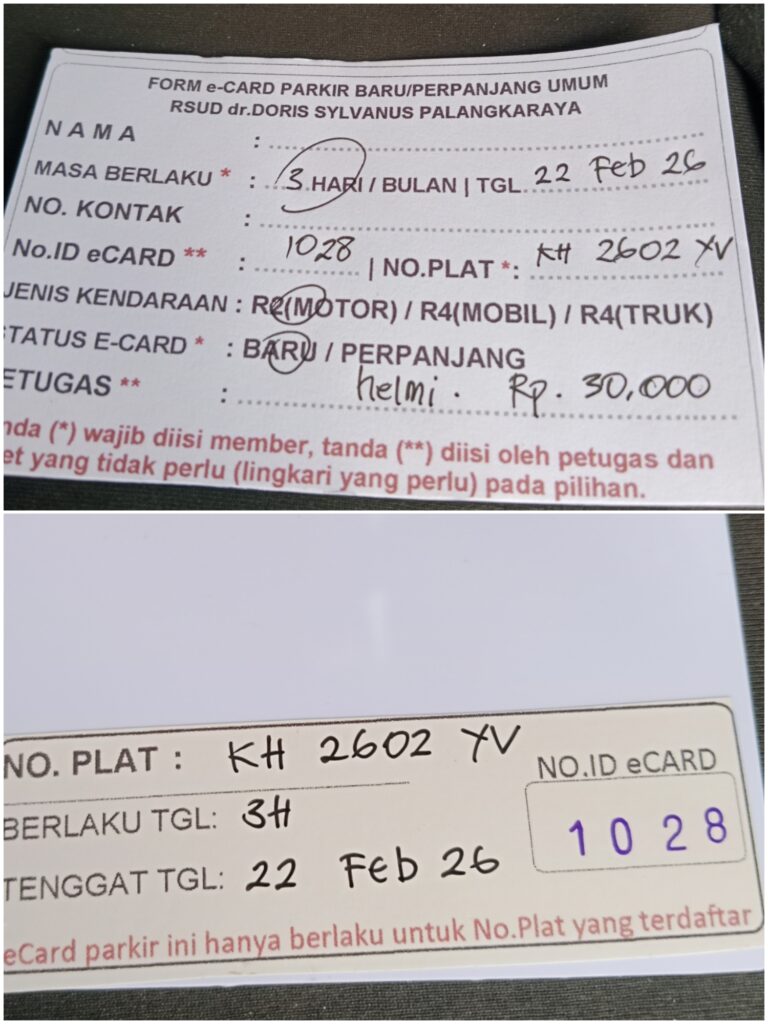 FORM e-CARD PARKIR BARU/PERPANJANG UMUM
RSUD dr.DORIS SYLVANUS PALANGKARAYA
NAMA :
MASA BERLAKU * : 3 HARI / BULAN | TGL. 22 Feb 26
NO. KONTAK :
No.ID eCARD ** : 1028 | NO.PLAT *: KH 2602 YV
JENIS KENDARAAN : R2(MOTOR) / R4(MOBIL) / R4(TRUK)
TATUS E-CARD * : BARU / PERPANJANG
ETUGAS ** : helmi . Rp. 30,000
nda (*) wajib diisi member, tanda (**) diisi oleh petugas dan
et yang tidak perlu (lingkari yang perlu) pada pilihan.
NO. PLAT : KH 2602 YV
NO.ID eCARD
BERLAKU TGL: 3H
1028
TENGGAT TGL: 22 Feb 26
eCard parkir ini hanya berlaku untuk No.Plat yang terdaftar